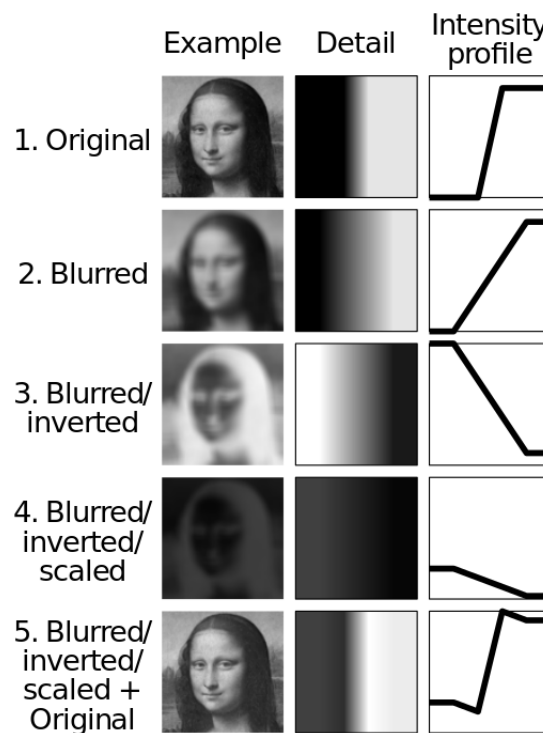 Example Detail Intensity
profile
1. Original
2. Blurred
3. Blurred/
inverted
4. Blurred/
inverted/
scaled
5. Blurred/
inverted/
scaled +
Original